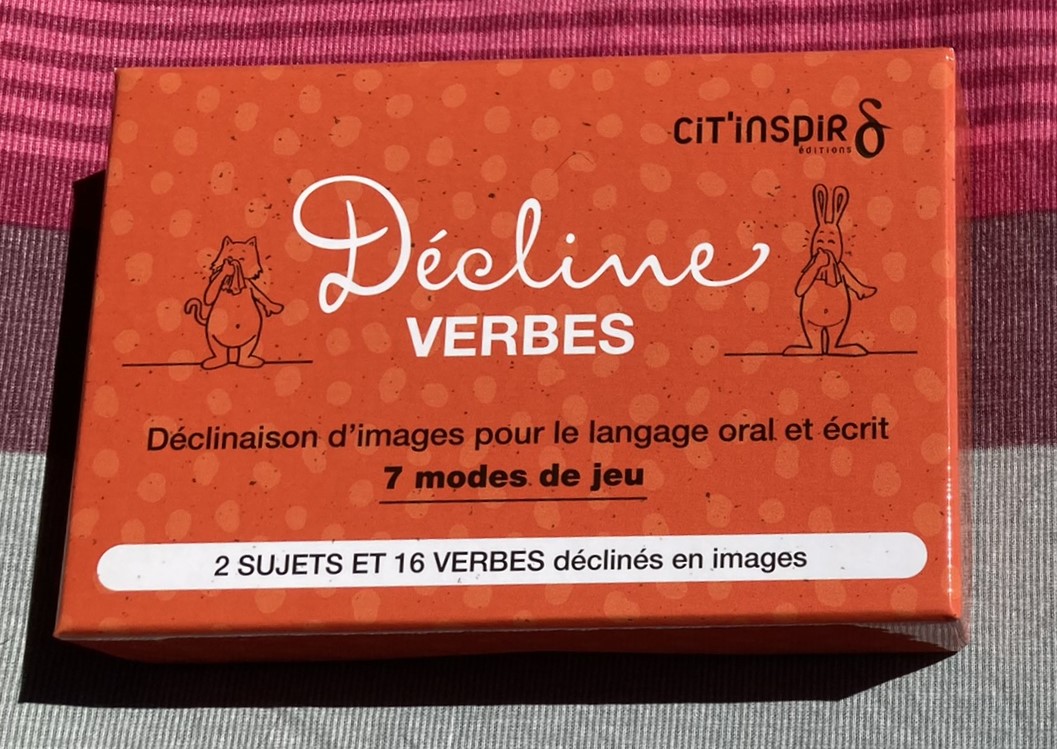 CIT'INSPIR
éditions
Décline
VERBES
Déclinaison d'images pour le langage oral et écrit
7 modes de jeu
2 SUJETS ET 16 VERBES déclinés en images